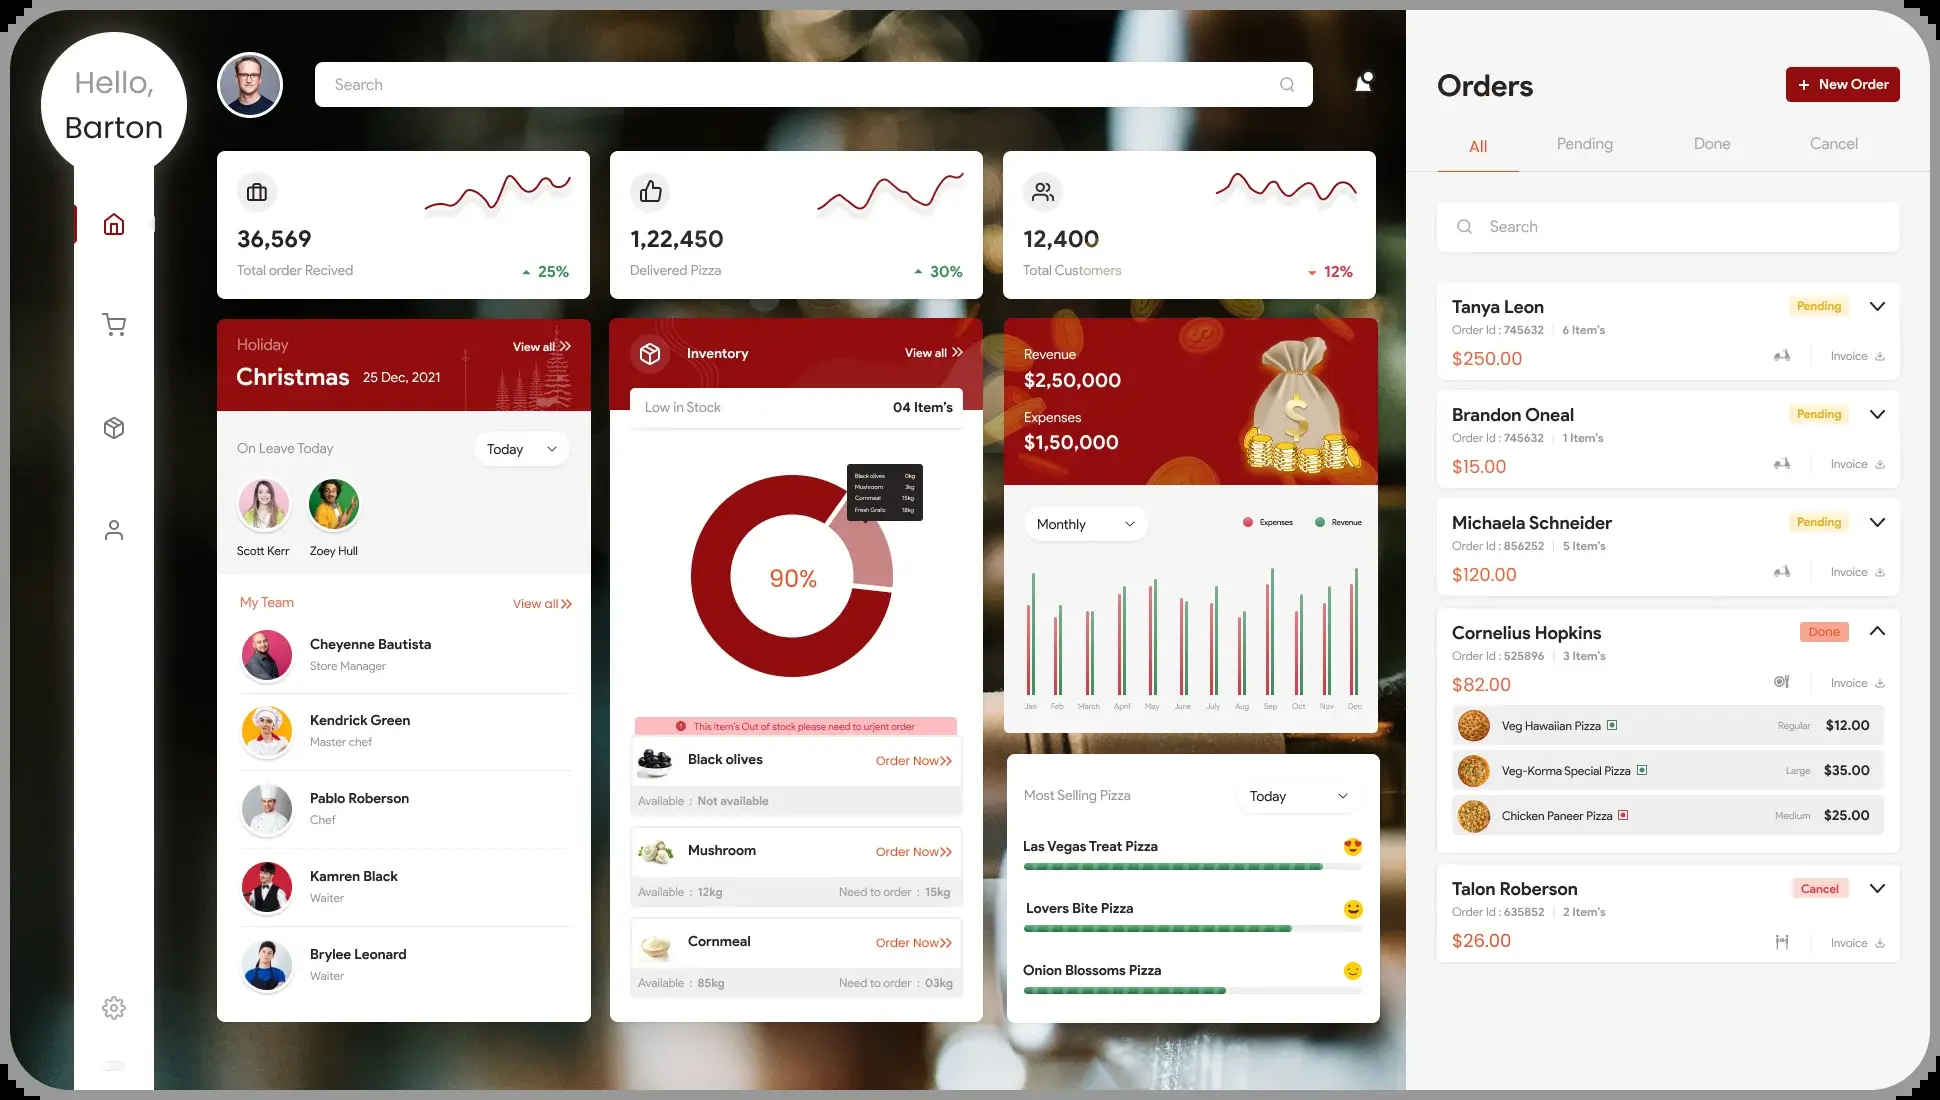 Hello,
Barton
Search
36,569
Total order Recived
25%
1,22,450
Delivered Pizza
30%
12,400
Total Customers
12%
Holiday
Christmas 25 Dec, 2021
View all
On Leave Today
Today
Scott Kerr
Zoey Hull
My Team
View all
Cheyenne Bautista
Store Manager
Kendrick Green
Master chef
Pablo Roberson
Chef
Kamren Black
Waiter
Brylee Leonard
Waiter
Inventory
View all
Low in Stock 04 Item's
Black olives 0kg
Mushroom 3kg
Cornmeal 15kg
Fresh Gralic 18kg
90%
This Item's Out of stock please need to urjent order
Black olives
Order Now
Available : Not available
Mushroom
Order Now
Available : 12kg Need to order : 15kg
Cornmeal
Order Now
Available : 85kg Need to order : 03kg
Revenue
$2,50,000
Expenses
$1,50,000
$
Monthly
Expenses Revenue
Jan Feb March April May June July Aug Sep Oct Nov Dec
Most Selling Pizza
Today
Las Vegas Treat Pizza
Lovers Bite Pizza
Onion Blossoms Pizza
Orders
+ New Order
All Pending Done Cancel
Search
Tanya Leon
Pending
Order Id : 745632 | 6 Item's
$250.00
Invoice
Brandon Oneal
Pending
Order Id : 745632 | 1 Item's
$15.00
Invoice
Michaela Schneider
Pending
Order Id : 856252 | 5 Item's
$120.00
Invoice
Cornelius Hopkins
Done
Order Id : 525896 | 3 Item's
$82.00
Invoice
Veg Hawaiian Pizza Regular $12.00
Veg-Korma Special Pizza Large $35.00
Chicken Paneer Pizza Medium $25.00
Talon Roberson
Cancel
Order Id : 635852 | 2 Item's
$26.00
Invoice